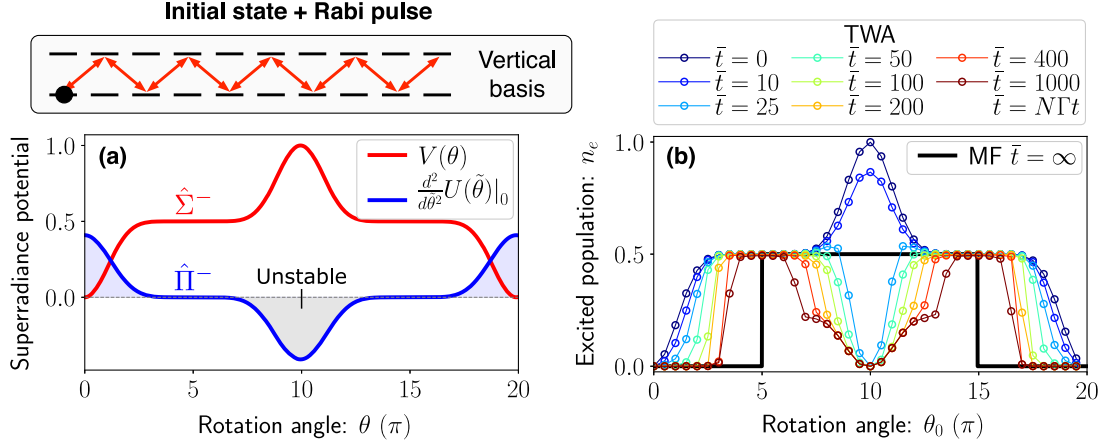 Initial state + Rabi pulse
Vertical
basis
(a)
V(θ)
d²/dθ̃² U(θ̃)|₀
Σ̂⁻
Π̂⁻
Unstable
Superradiance potential
1.0
0.5
0.0
0
5
10
15
20
Rotation angle: θ (π)
TWA
t̄ = 0
t̄ = 10
t̄ = 25
t̄ = 50
t̄ = 100
t̄ = 200
t̄ = 400
t̄ = 1000
t̄ = NΓt
(b)
MF t̄ = ∞
Excited population: nₑ
1.0
0.5
0.0
0
5
10
15
20
Rotation angle: θ₀ (π)